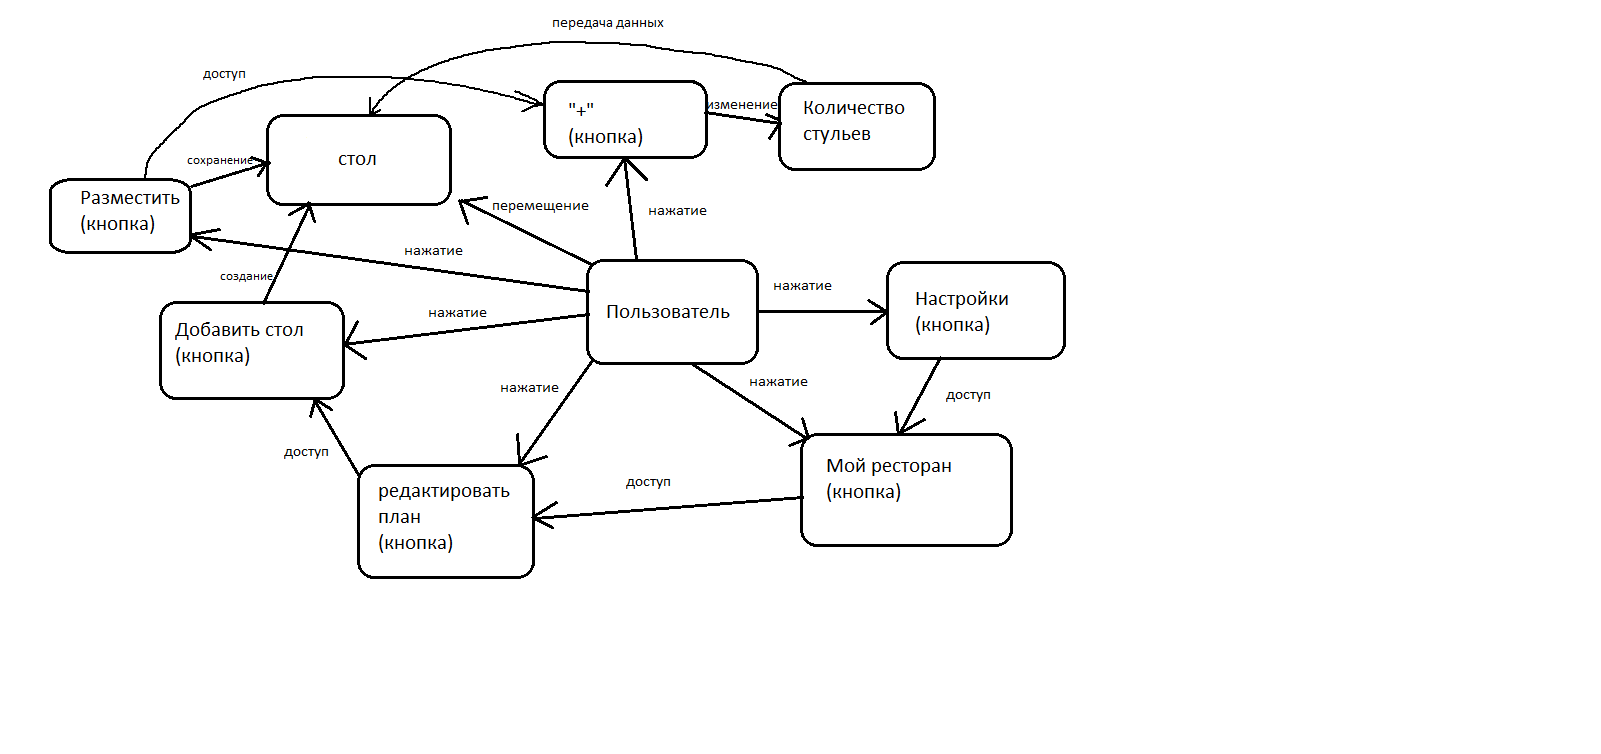 передача данных
доступ
"+"
(кнопка)
изменение
Количество
стульев
стол
сохранение
Разместить
(кнопка)
перемещение
нажатие
нажатие
создание
Пользователь
нажатие
Настройки
(кнопка)
Добавить стол
(кнопка)
нажатие
нажатие
нажатие
доступ
доступ
редактировать
план
(кнопка)
доступ
Мой ресторан
(кнопка)